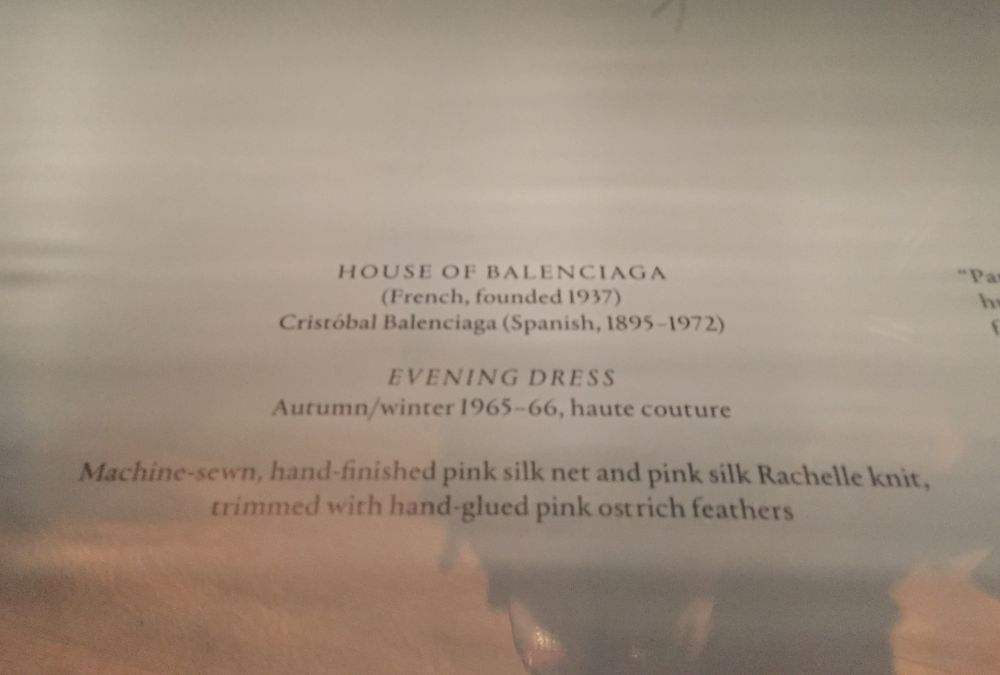 HOUSE OF BALENCIAGA
(French, founded 1937)
Cristóbal Balenciaga (Spanish, 1895–1972)
EVENING DRESS
Autumn/winter 1965–66, haute couture
Machine-sewn, hand-finished pink silk net and pink silk Rachelle knit,
trimmed with hand-glued pink ostrich feathers